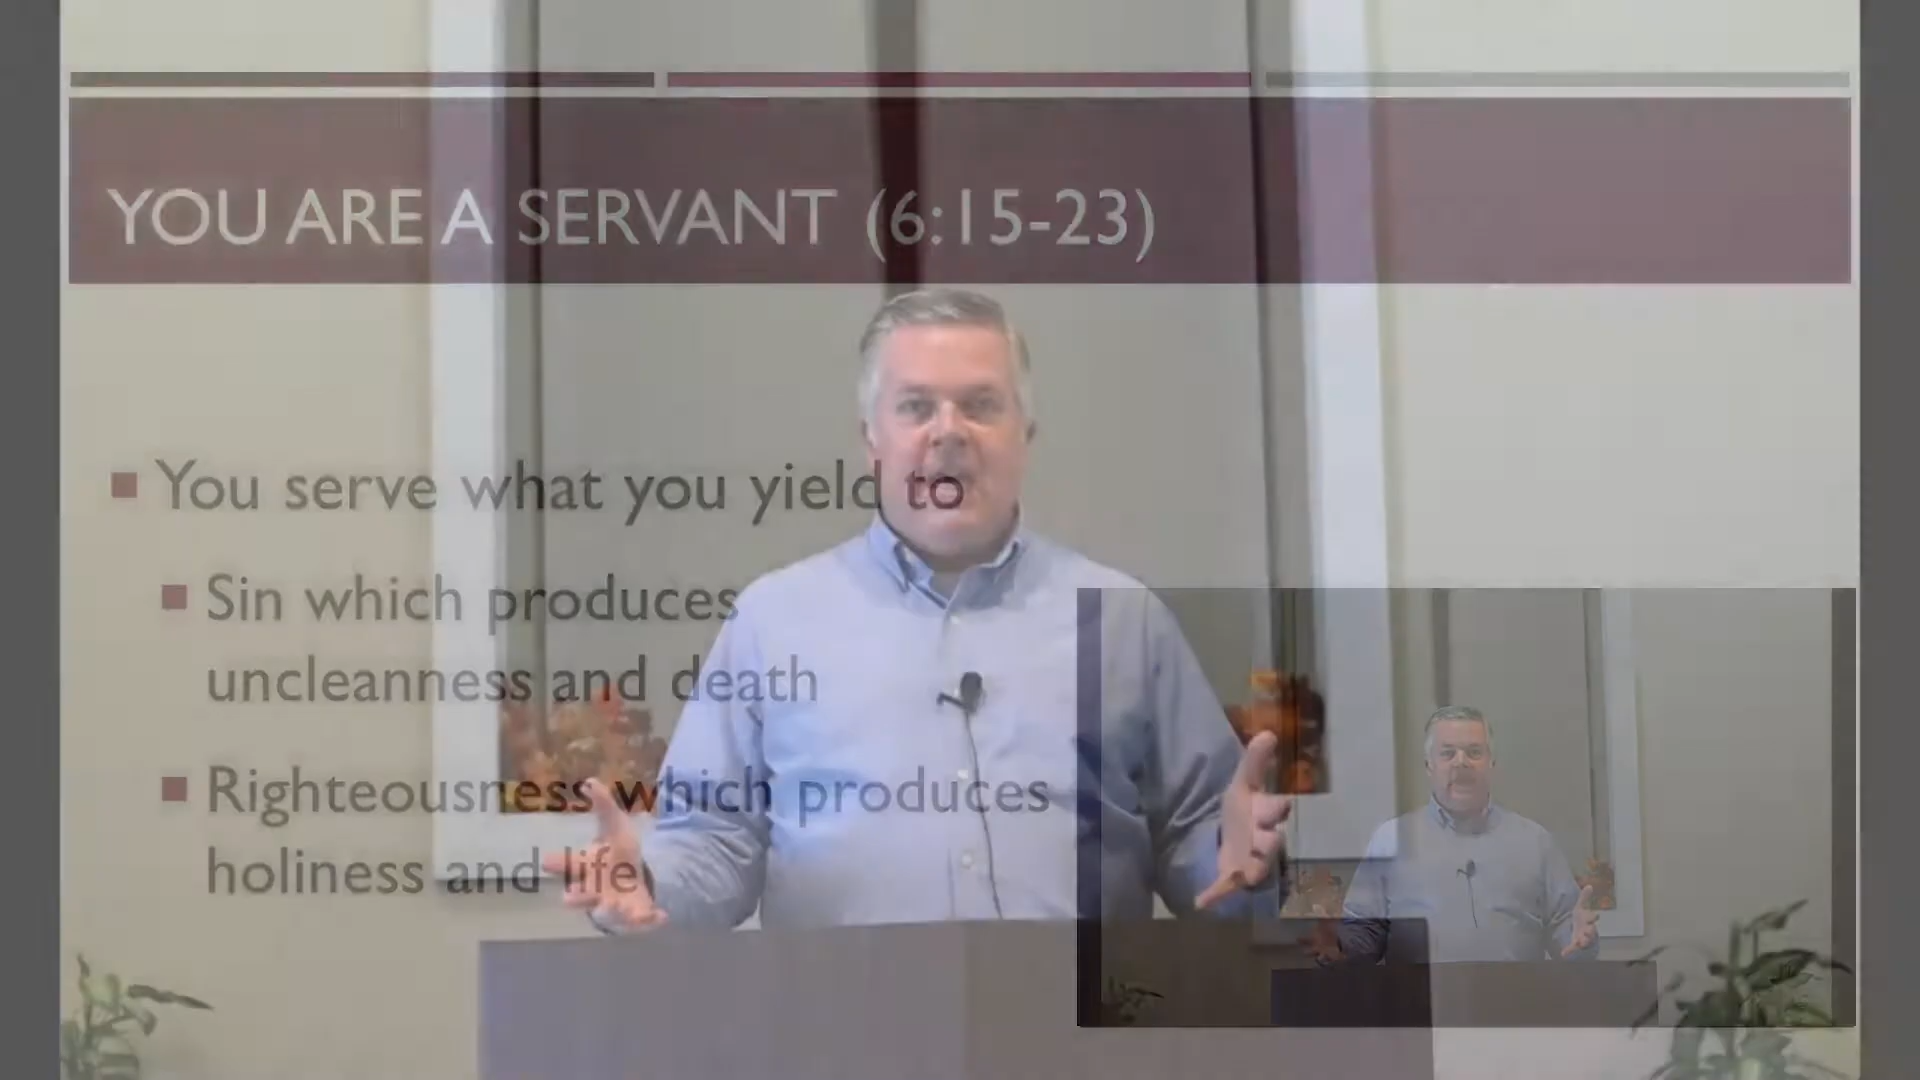 YOU ARE A SERVANT (6:15-23)
You serve what you yield to
Sin which produces
uncleanness and death
Righteousness which produces
holiness and life